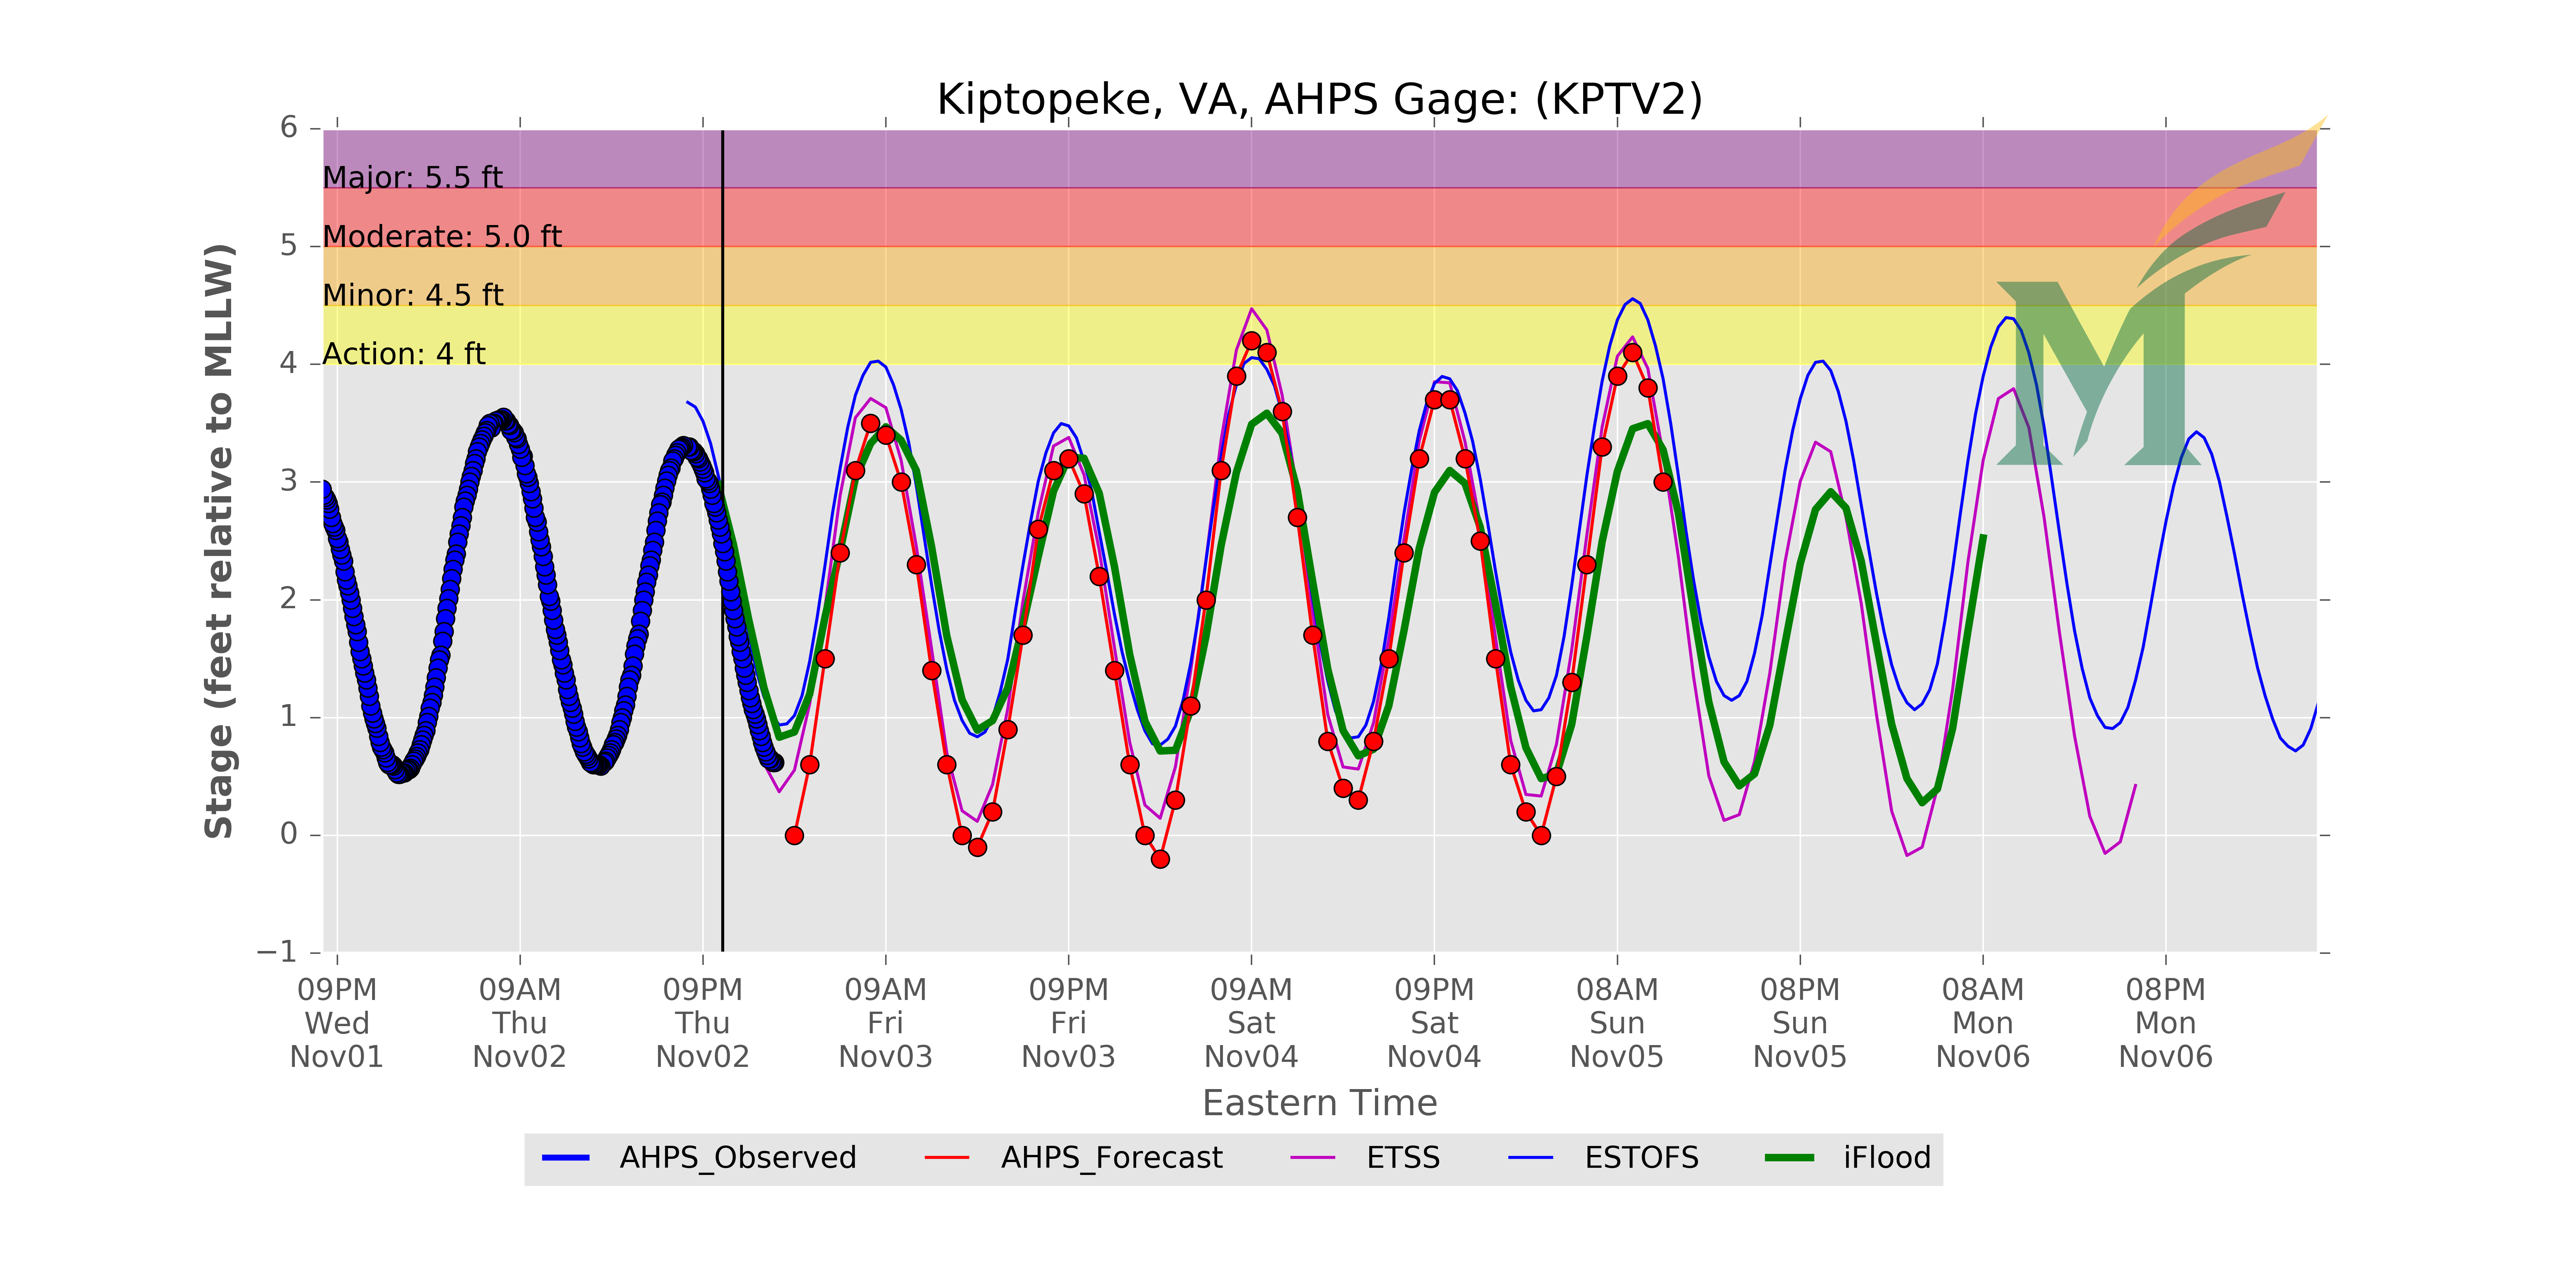 Kiptopeke, VA, AHPS Gage: (KPTV2)
6
5
4
3
2
1
0
−1
Stage (feet relative to MLLW)
Major: 5.5 ft
Moderate: 5.0 ft
Minor: 4.5 ft
Action: 4 ft
M
09PM Wed Nov01
09AM Thu Nov02
09PM Thu Nov02
09AM Fri Nov03
09PM Fri Nov03
09AM Sat Nov04
09PM Sat Nov04
08AM Sun Nov05
08PM Sun Nov05
08AM Mon Nov06
08PM Mon Nov06
Eastern Time
AHPS_Observed AHPS_Forecast ETSS ESTOFS iFlood